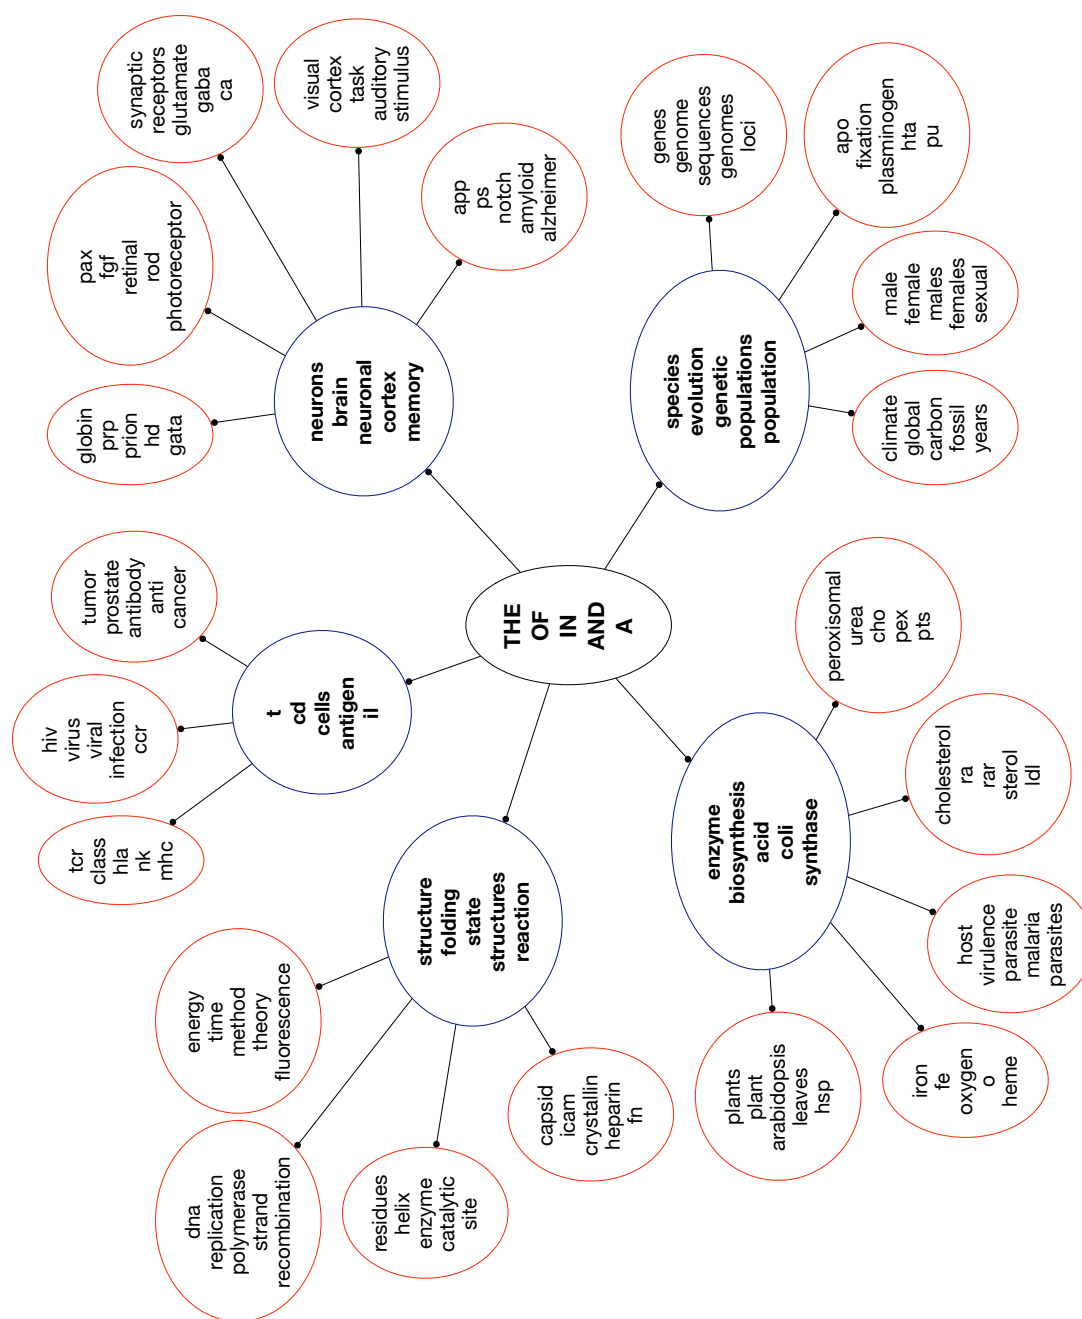 synaptic
receptors
glutamate
gaba
ca
visual
cortex
task
auditory
stimulus
pax
fgf
retinal
rod
photoreceptor
app
ps
notch
amyloid
alzheimer
globin
prp
prion
hd
gata
neurons
brain
neuronal
cortex
memory
genes
genome
sequences
genomes
loci
apo
fixation
plasminogen
hta
pu
male
female
males
females
sexual
climate
global
carbon
fossil
years
species
evolution
genetic
populations
population
tumor
prostate
antibody
anti
cancer
hiv
virus
viral
infection
ccr
tcr
class
hla
nk
mhc
t
cd
cells
antigen
il
THE
OF
IN
AND
A
peroxisomal
urea
cho
pex
pts
cholesterol
ra
rar
sterol
ldl
enzyme
biosynthesis
acid
coli
synthase
host
virulence
parasite
malaria
parasites
iron
fe
oxygen
o
heme
plants
plant
arabidopsis
leaves
hsp
structure
folding
state
structures
reaction
energy
time
method
theory
fluorescence
dna
replication
polymerase
strand
recombination
residues
helix
enzyme
catalytic
site
capsid
icam
crystallin
heparin
fn